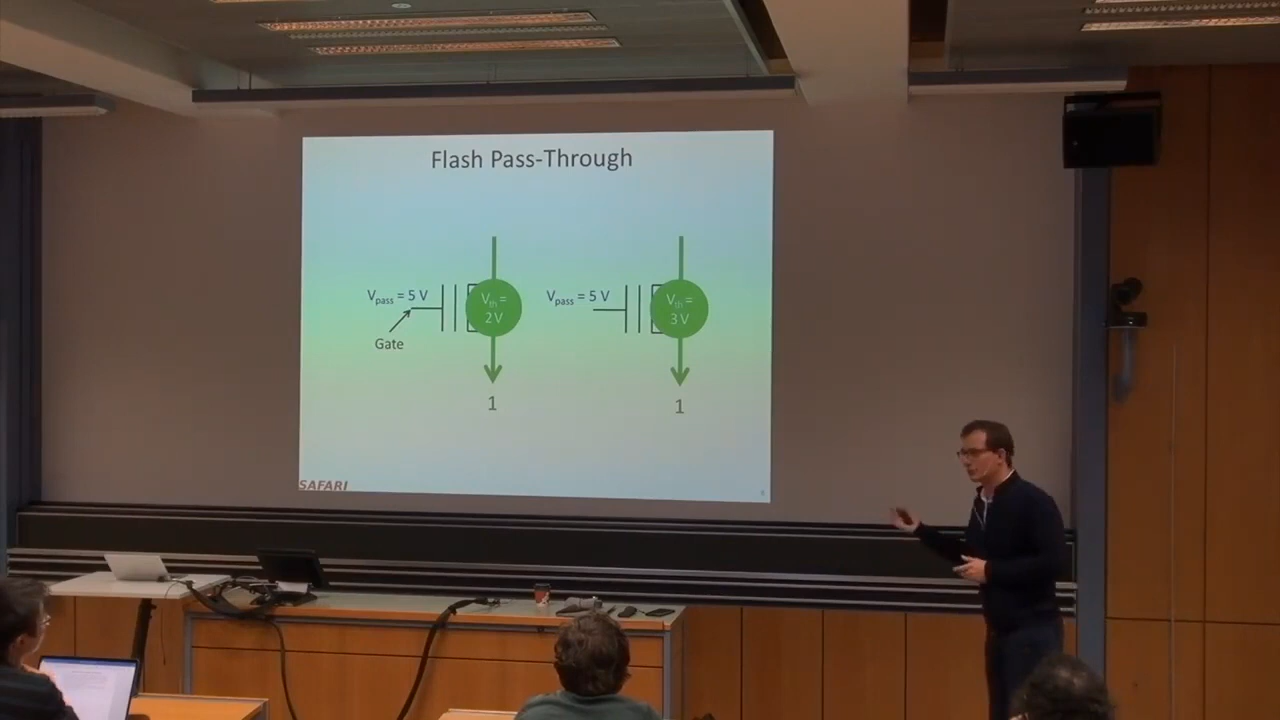 Flash Pass-Through
Vpass = 5 V
Vth =
2 V
Gate
1
Vpass = 5 V
Vth =
3 V
1
SAFARI